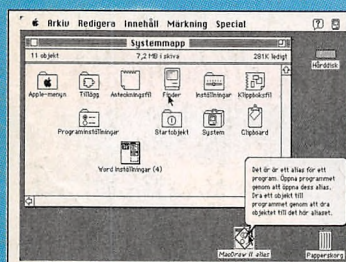 Arkiv Redigera Innehåll Märkning Special
Systemmapp
11 objekt 7,2 MB i skiva 281K ledigt
Hårddisk
Apple-menyn Tillägg Anteckningsfil Finder Inställningar Klippboksfil
Programinställningar Startobjekt System Clipboard
Word Inställningar (4)
Det är är ett alias för ett
program. Öppna programmet
genom att öppna dess alias.
Dra ett objekt till
programmet genom att dra
objektet till det här aliaset.
MacDraw II alias Papperskorg